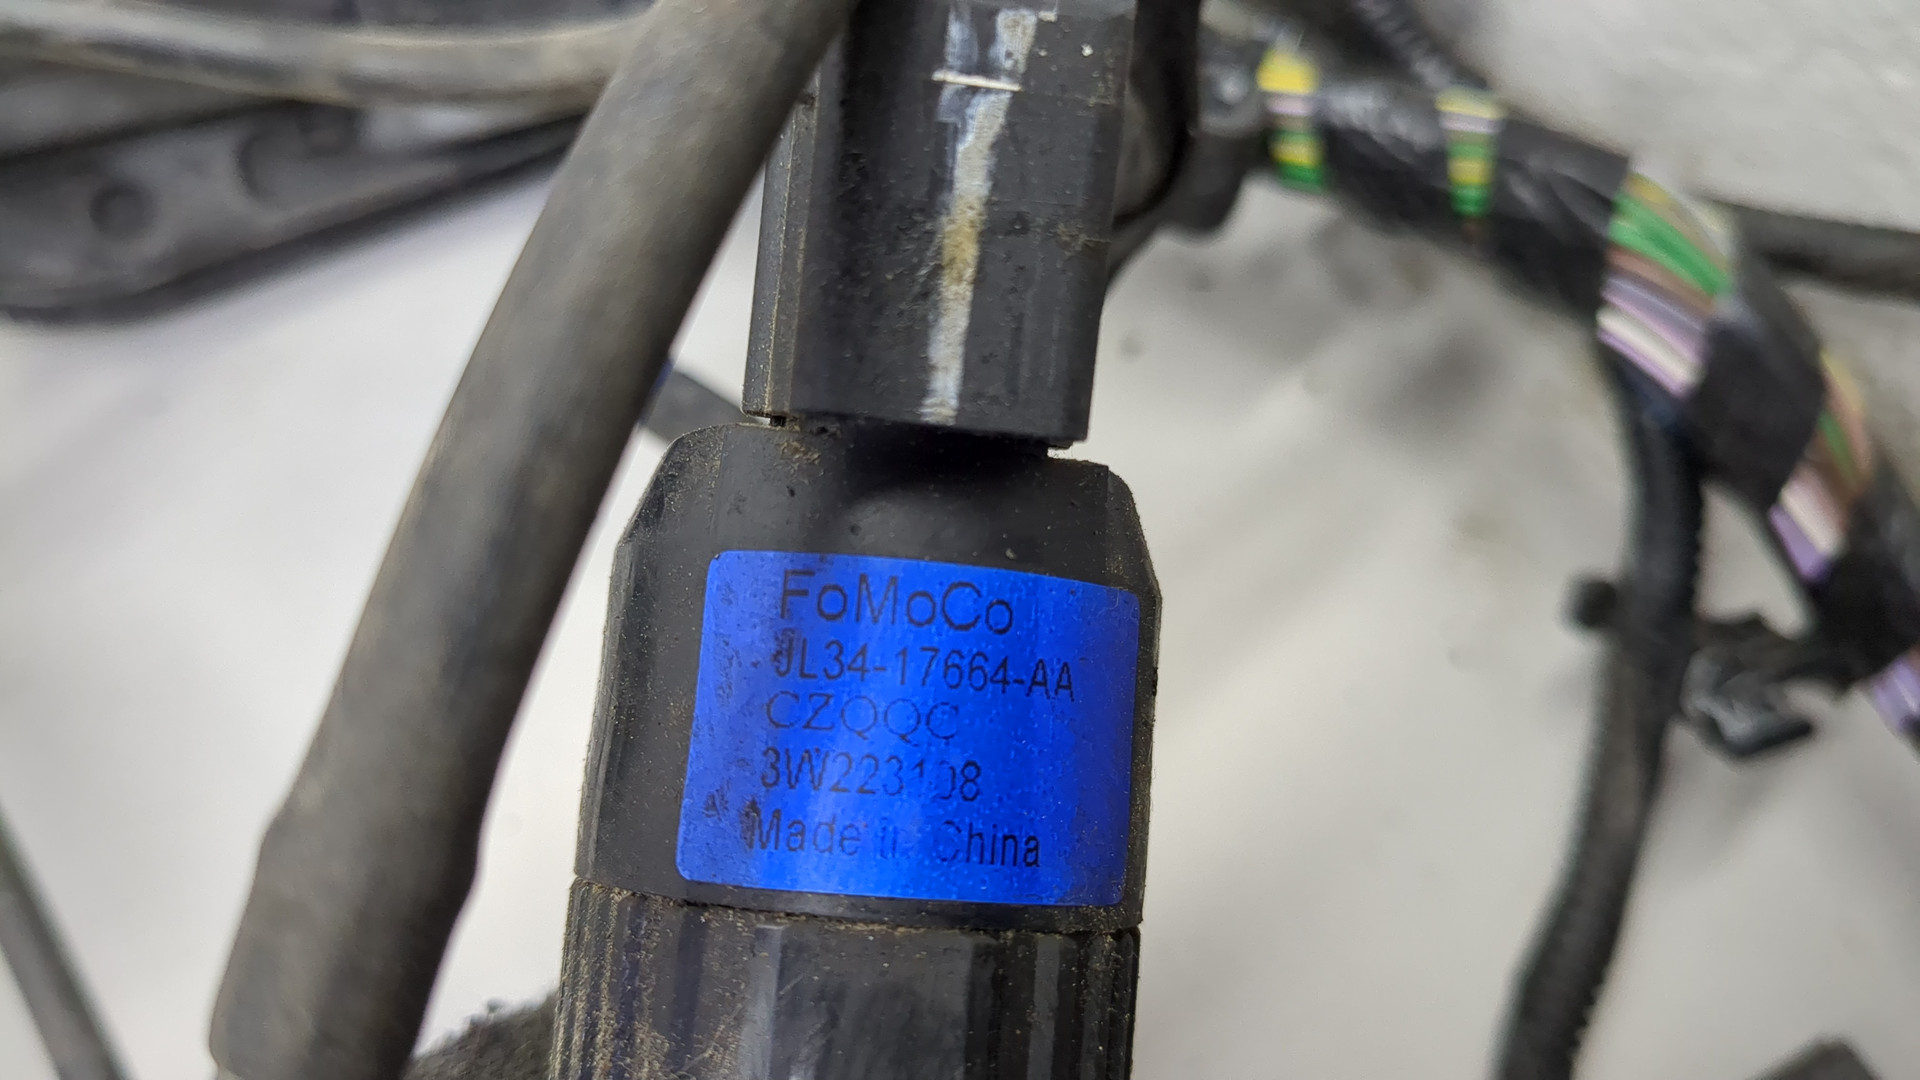 FoMoCo
JL34-17664-AA
CZQQC
3W223108
Made in China